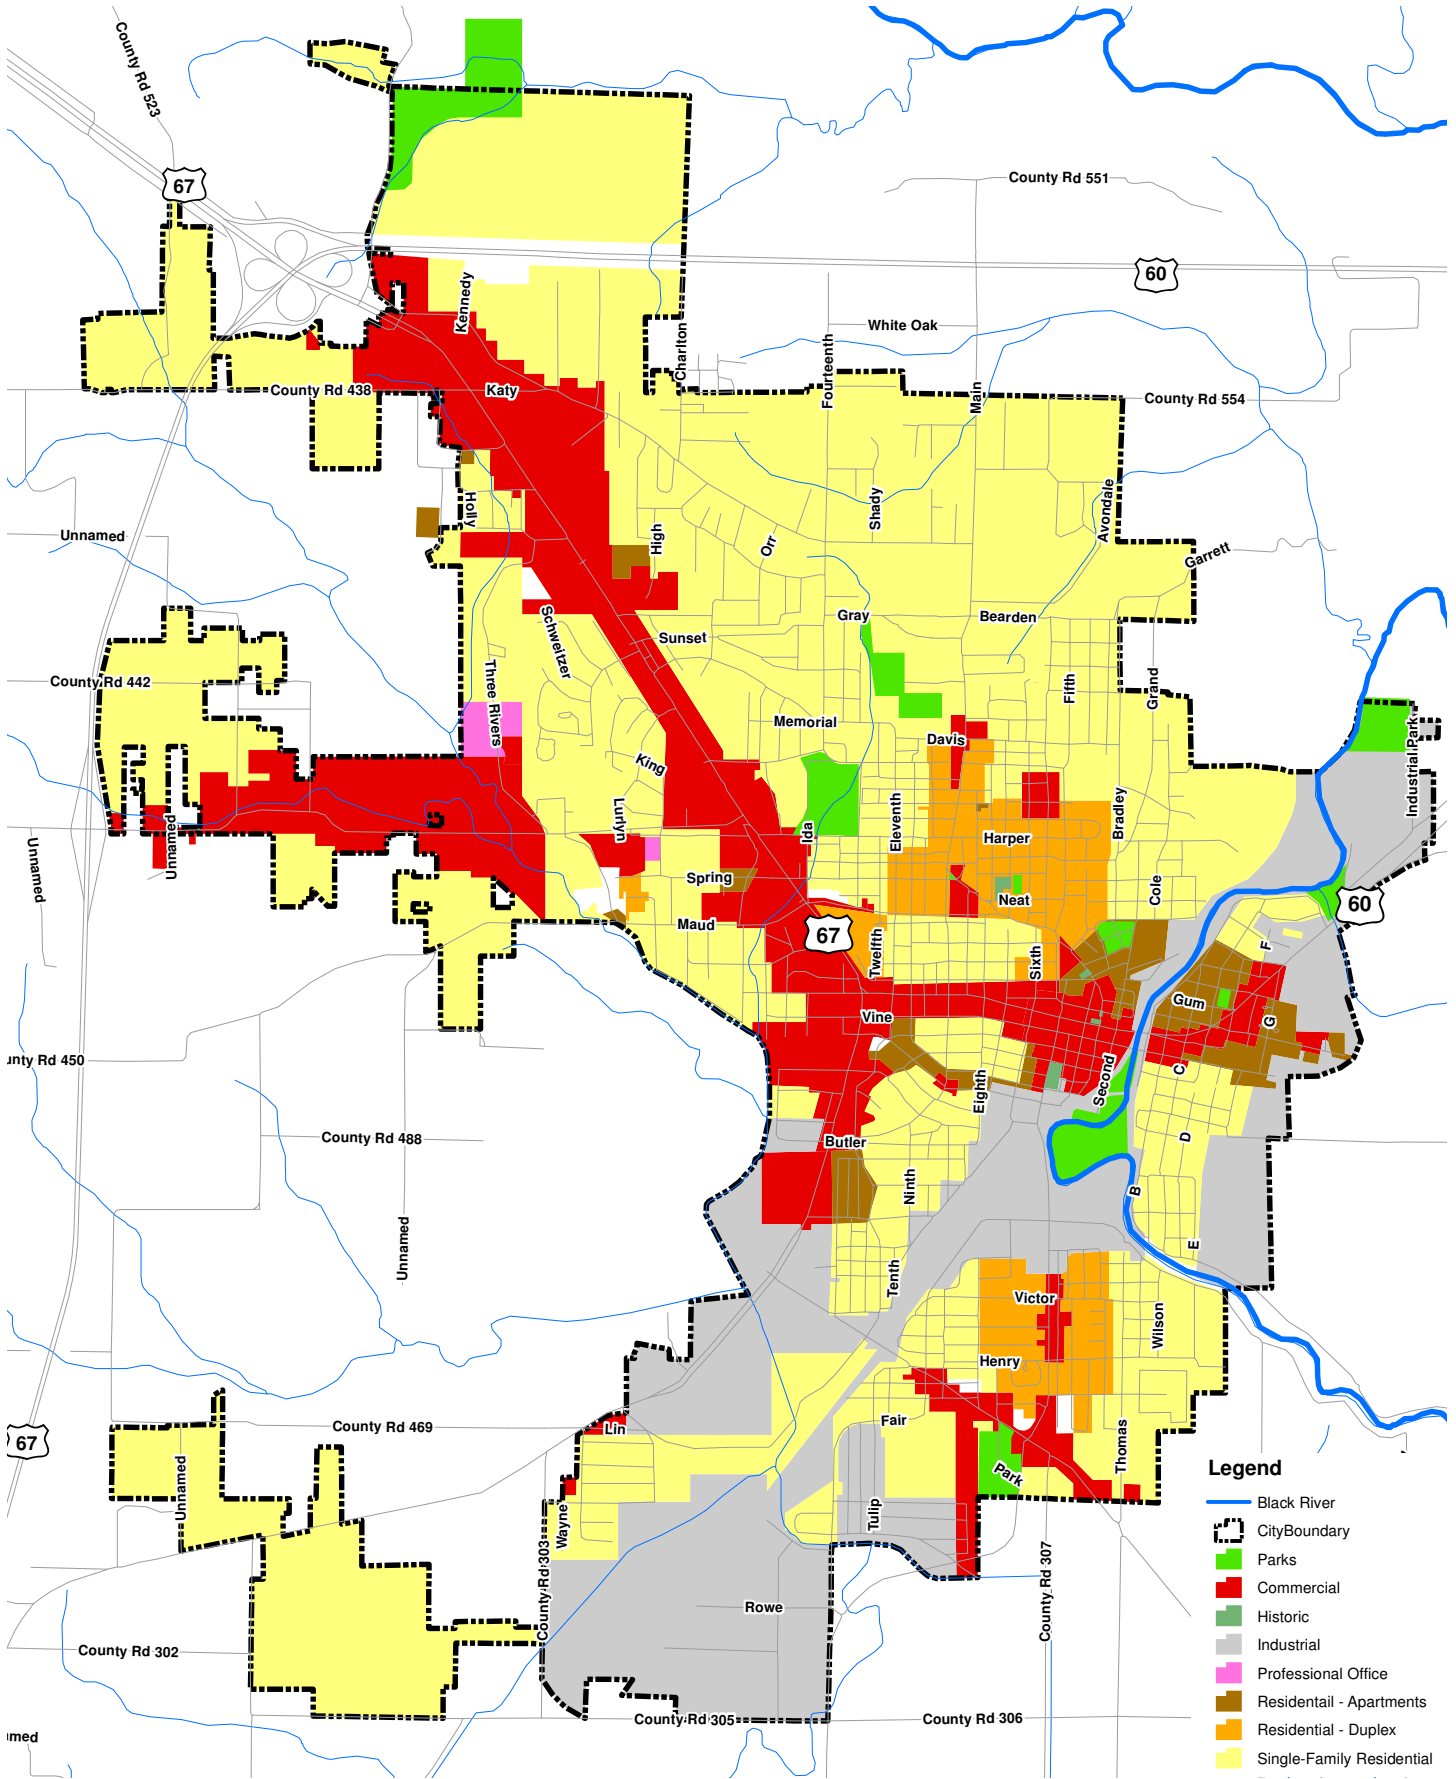 County Rd 523
67
County Rd 551
60
Kennedy
White Oak
Charlton
Fourteenth
Main
County Rd 438
Katy
County Rd 554
Holly
Shady
Avondale
Unnamed
High
Orr
Garrett
Schweitzer
Gray
Bearden
Sunset
Three Rivers
County Rd 442
Fifth
Grand
Memorial
Davis
Industrial Park
King
Lurlyn
Ida
Eleventh
Harper
Bradley
Unnamed
Unnamed
Spring
Cole
Neat
60
Maud
67
Twelfth
Sixth
F
Gum
Vine
G
unty Rd 450
Second
C
Eighth
County Rd 488
Butler
D
Ninth
B
Unnamed
E
Tenth
Victor
Wilson
Henry
67
County Rd 469
Lin
Fair
Thomas
Park
Unnamed
Wayne
Tulip
County Rd 303
County Rd 307
Rowe
County Rd 302
County Rd 305
County Rd 306
med
Legend
Black River
CityBoundary
Parks
Commercial
Historic
Industrial
Professional Office
Residentail - Apartments
Residential - Duplex
Single-Family Residential